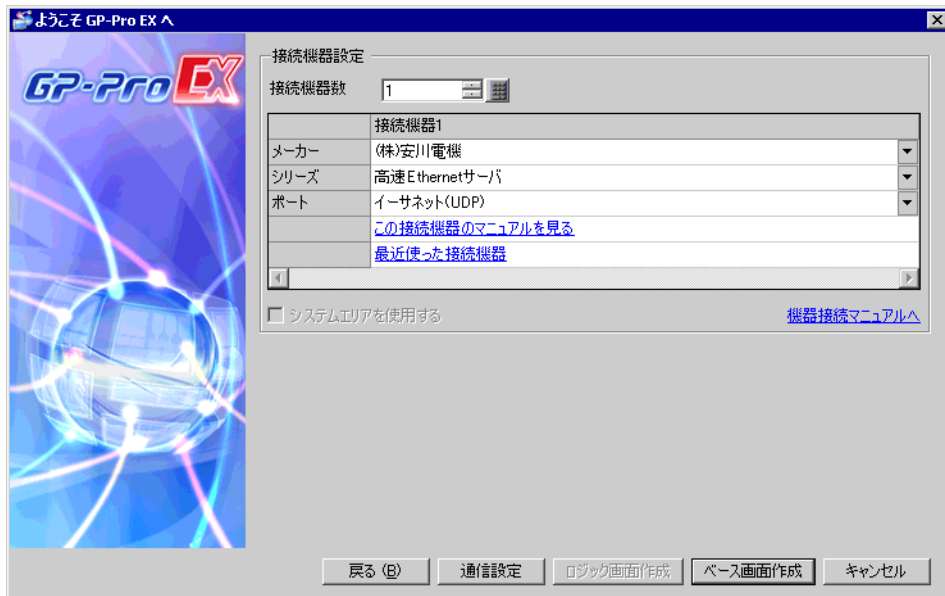 ようこそ GP-Pro EX へ
GP-Pro EX
接続機器設定
接続機器数 1
接続機器1
メーカー (株)安川電機
シリーズ 高速Ethernetサーバ
ポート イーサネット(UDP)
この接続機器のマニュアルを見る
最近使った接続機器
システムエリアを使用する 機器接続マニュアルへ
戻る (B) 通信設定 ロジック画面作成 ベース画面作成 キャンセル